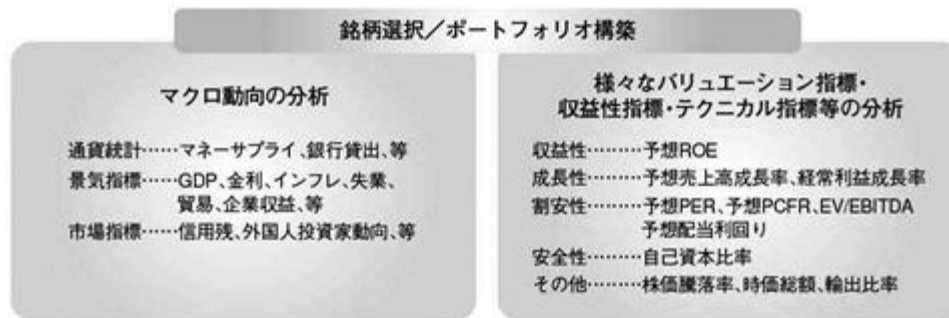 銘柄選択／ポートフォリオ構築
マクロ動向の分析
通貨統計……マネーサプライ、銀行貸出、等
景気指標……GDP、金利、インフレ、失業、
貿易、企業収益、等
市場指標……信用残、外国人投資家動向、等
様々なバリュエーション指標・
収益性指標・テクニカル指標等の分析
収益性………予想ROE
成長性………予想売上高成長率、経常利益成長率
割安性………予想PER、予想PCFR、EV/EBITDA
予想配当利回り
安全性………自己資本比率
その他………株価騰落率、時価総額、輸出比率